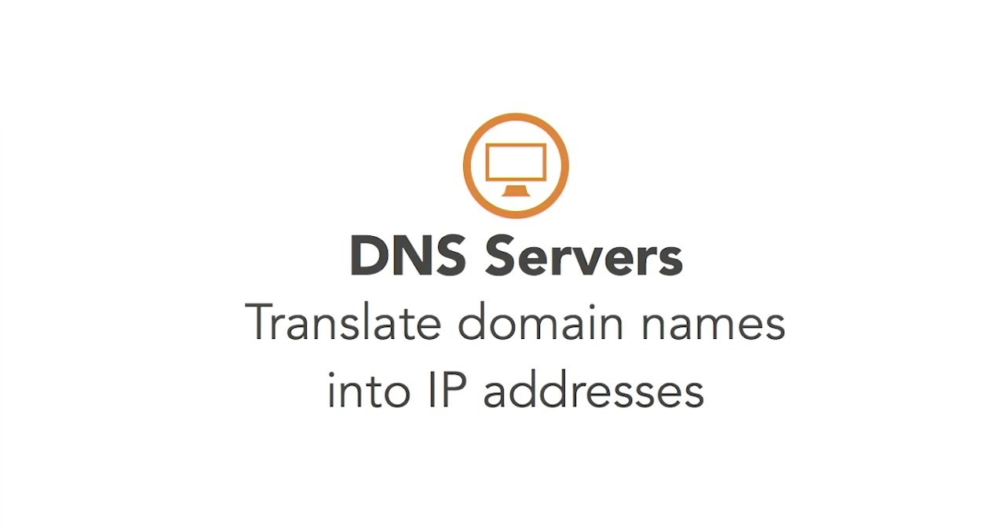 DNS Servers
Translate domain names
into IP addresses